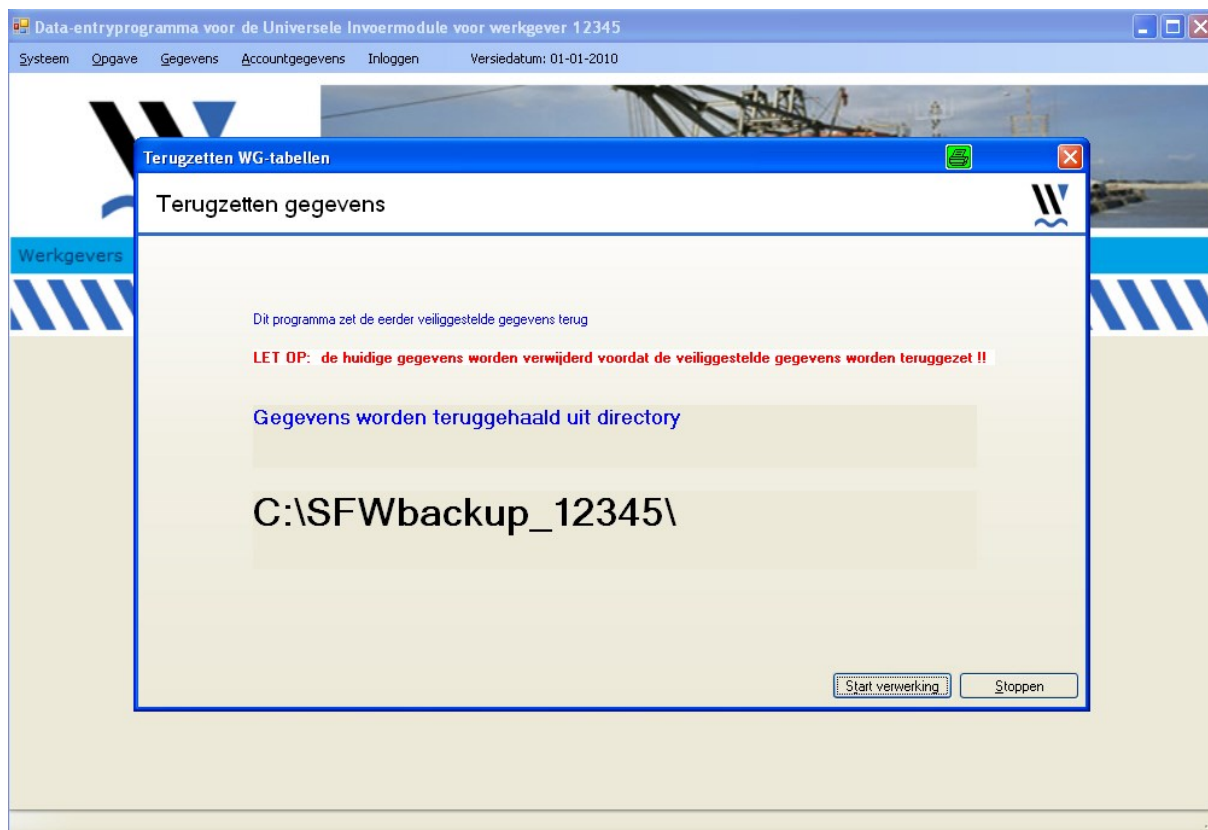 Data-entryprogramma voor de Universele Invoermodule voor werkgever 12345
Systeem Opgave Gegevens Accountgegevens Inloggen Versiedatum: 01-01-2010
Terugzetten WG-tabellen
Terugzetten gegevens
Werkgevers
Dit programma zet de eerder veiliggestelde gegevens terug
LET OP: de huidige gegevens worden verwijderd voordat de veiliggestelde gegevens worden teruggezet !!
Gegevens worden teruggehaald uit directory
C:\SFWbackup_12345\
Start verwerking Stoppen